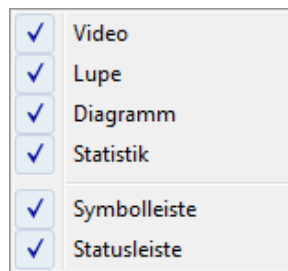 Video
Lupe
Diagramm
Statistik
Symbolleiste
Statusleiste